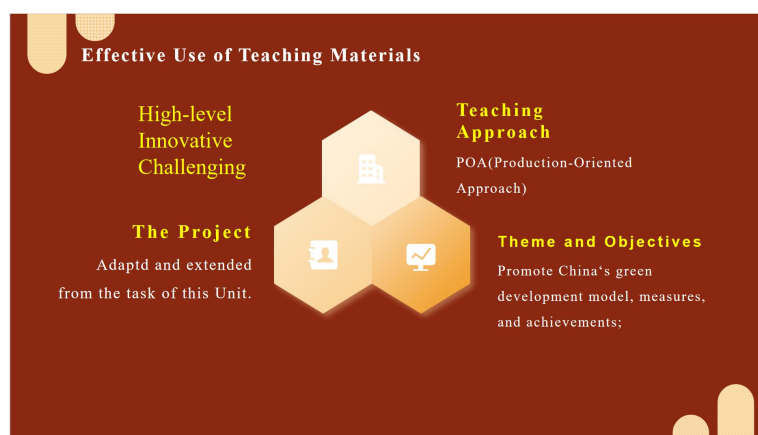 Effective Use of Teaching Materials
High-level
Innovative
Challenging
Teaching
Approach
POA(Production-Oriented
Approach)
The Project
Adaptd and extended
from the task of this Unit.
Theme and Objectives
Promote China‘s green
development model, measures,
and achievements;